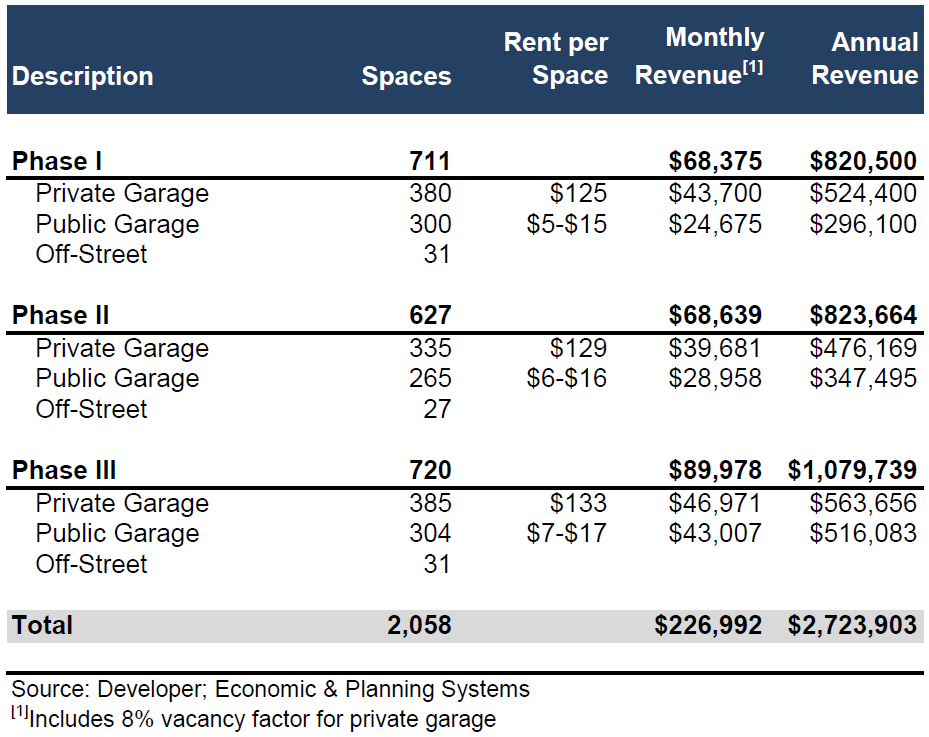 Description Spaces Rent per Space Monthly Revenue[1] Annual Revenue
Phase I 711 $68,375 $820,500
Private Garage 380 $125 $43,700 $524,400
Public Garage 300 $5-$15 $24,675 $296,100
Off-Street 31
Phase II 627 $68,639 $823,664
Private Garage 335 $129 $39,681 $476,169
Public Garage 265 $6-$16 $28,958 $347,495
Off-Street 27
Phase III 720 $89,978 $1,079,739
Private Garage 385 $133 $46,971 $563,656
Public Garage 304 $7-$17 $43,007 $516,083
Off-Street 31
Total 2,058 $226,992 $2,723,903
Source: Developer; Economic & Planning Systems
[1]Includes 8% vacancy factor for private garage